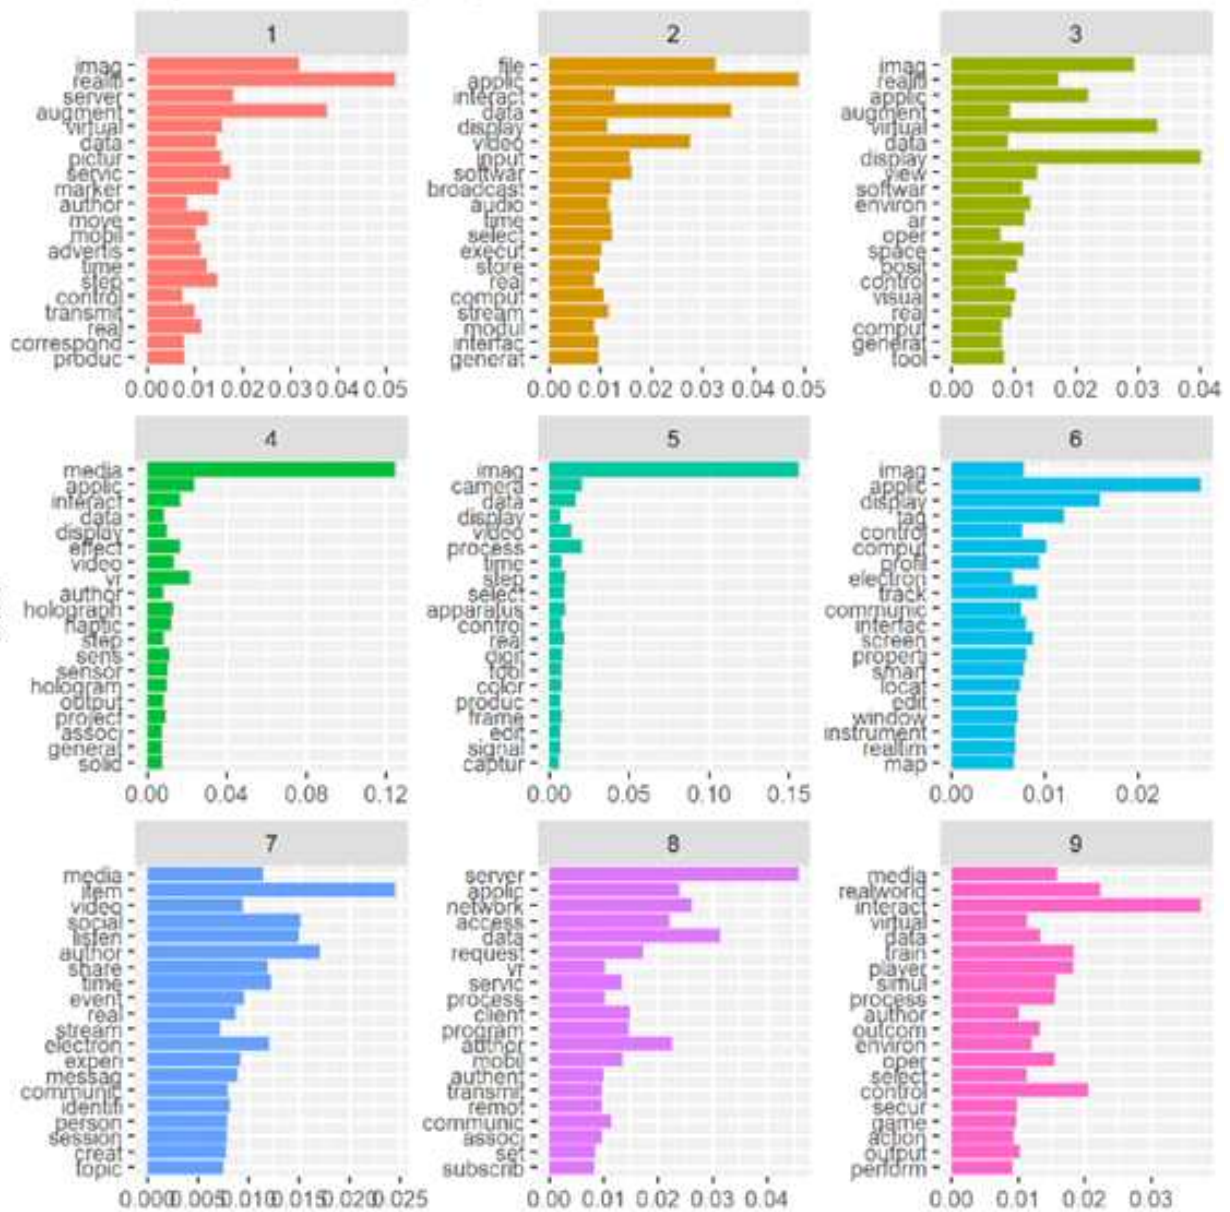 1
imag
realiti
server
augment
virtual
data
pictur
servic
marker
author
move
mobil
advertis
time
step
control
transmit
real
correspond
produc
0.00 0.01 0.02 0.03 0.04 0.05
2
file
applic
interact
data
display
video
input
softwar
broadcast
audio
time
select
execut
store
real
comput
stream
modul
interfac
generat
0.00 0.01 0.02 0.03 0.04 0.05
3
imag
realiti
applic
augment
virtual
data
display
view
softwar
environ
ar
oper
space
posit
control
visual
real
comput
generat
tool
0.00 0.01 0.02 0.03 0.04
4
media
applic
interact
data
display
effect
video
vr
author
holograph
haptic
step
sens
sensor
hologram
output
project
associ
generat
solid
0.00 0.04 0.08 0.12
5
imag
camera
data
display
video
process
time
step
select
apparatus
control
real
digit
tool
color
produc
frame
edit
signal
captur
0.00 0.05 0.10 0.15
6
imag
applic
display
tag
control
comput
profil
electron
track
communic
interfac
screen
properti
smart
locat
edit
window
instrument
realtim
map
0.00 0.01 0.02
7
media
item
video
social
listen
author
share
time
event
real
stream
electron
experi
messag
communic
identifi
person
session
creat
topic
0.000 0.005 0.010 0.015 0.020 0.025
8
server
applic
network
access
data
request
vr
servic
process
client
program
author
mobil
authent
transmit
remot
communic
associ
set
subscrib
0.00 0.01 0.02 0.03 0.04
9
media
realworld
interact
virtual
data
train
player
simul
process
author
outcom
environ
oper
select
control
secur
game
action
output
perform
0.00 0.01 0.02 0.03